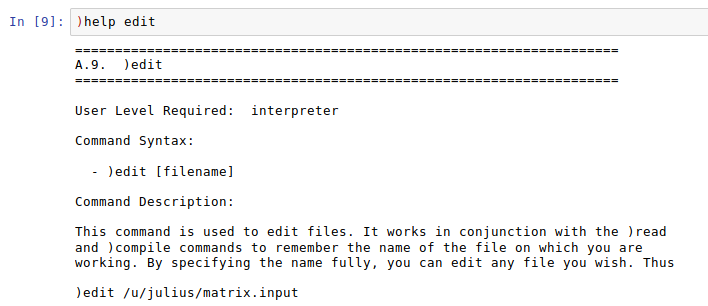 In [9]: )help edit
====================================================================
A.9.  )edit
====================================================================
User Level Required:  interpreter
Command Syntax:
- )edit [filename]
Command Description:
This command is used to edit files. It works in conjunction with the )read
and )compile commands to remember the name of the file on which you are
working. By specifying the name fully, you can edit any file you wish. Thus
)edit /u/julius/matrix.input